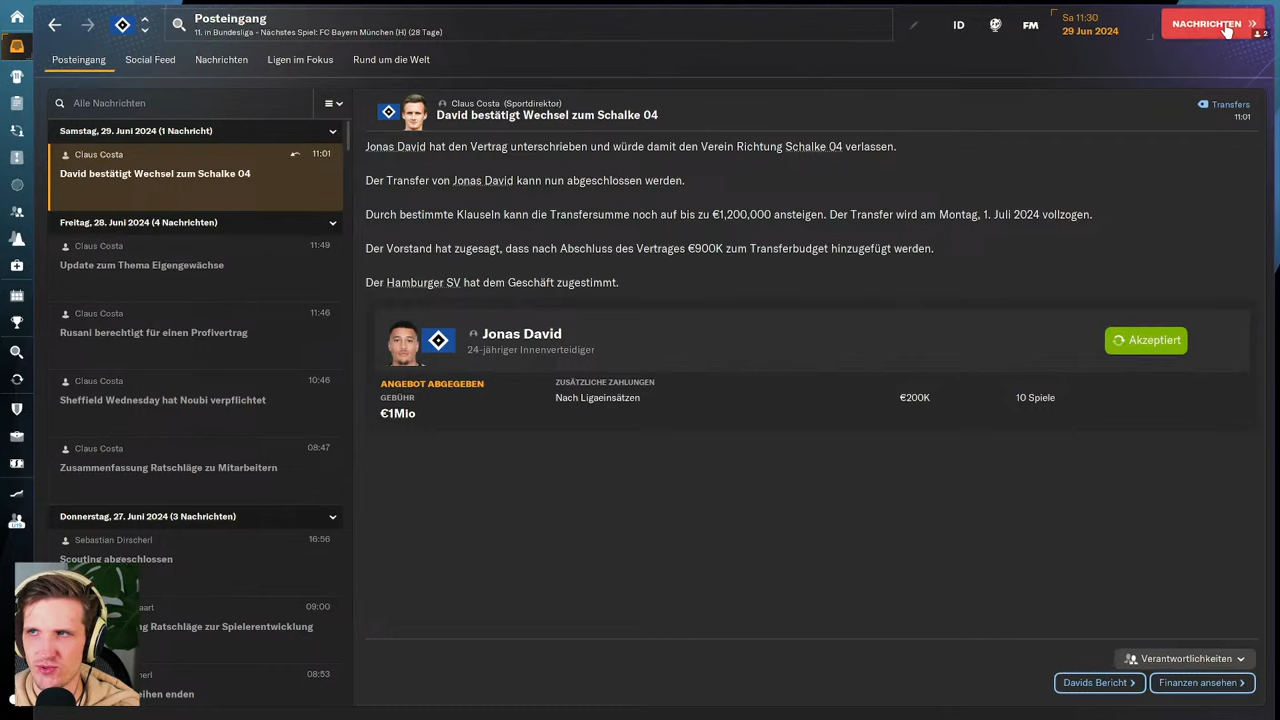 Posteingang
11. in Bundesliga - Nächstes Spiel: FC Bayern München (H) (28 Tage)
ID
FM
Sa 11:30
29 Jun 2024
NACHRICHTEN
2
Posteingang
Social Feed
Nachrichten
Ligen im Fokus
Rund um die Welt
Alle Nachrichten
Samstag, 29. Juni 2024 (1 Nachricht)
Claus Costa
11:01
David bestätigt Wechsel zum Schalke 04
Freitag, 28. Juni 2024 (4 Nachrichten)
Claus Costa
11:49
Update zum Thema Eigengewächse
Claus Costa
11:46
Rusani berechtigt für einen Profivertrag
Claus Costa
10:46
Sheffield Wednesday hat Noubi verpflichtet
Claus Costa
08:47
Zusammenfassung Ratschläge zu Mitarbeitern
Donnerstag, 27. Juni 2024 (3 Nachrichten)
Sebastian Dirscherl
16:56
Scouting abgeschlossen
09:00
Ratschläge zur Spielerentwicklung
08:53
enden
U19
Claus Costa (Sportdirektor)
David bestätigt Wechsel zum Schalke 04
Transfers
11:01
Jonas David hat den Vertrag unterschrieben und würde damit den Verein Richtung Schalke 04 verlassen.
Der Transfer von Jonas David kann nun abgeschlossen werden.
Durch bestimmte Klauseln kann die Transfersumme noch auf bis zu €1,200,000 ansteigen. Der Transfer wird am Montag, 1. Juli 2024 vollzogen.
Der Vorstand hat zugesagt, dass nach Abschluss des Vertrages €900K zum Transferbudget hinzugefügt werden.
Der Hamburger SV hat dem Geschäft zugestimmt.
Jonas David
24-jähriger Innenverteidiger
Akzeptiert
ANGEBOT ABGEGEBEN
GEBÜHR
€1Mio
ZUSÄTZLICHE ZAHLUNGEN
Nach Ligaeinsätzen
€200K
10 Spiele
Verantwortlichkeiten
Davids Bericht
Finanzen ansehen